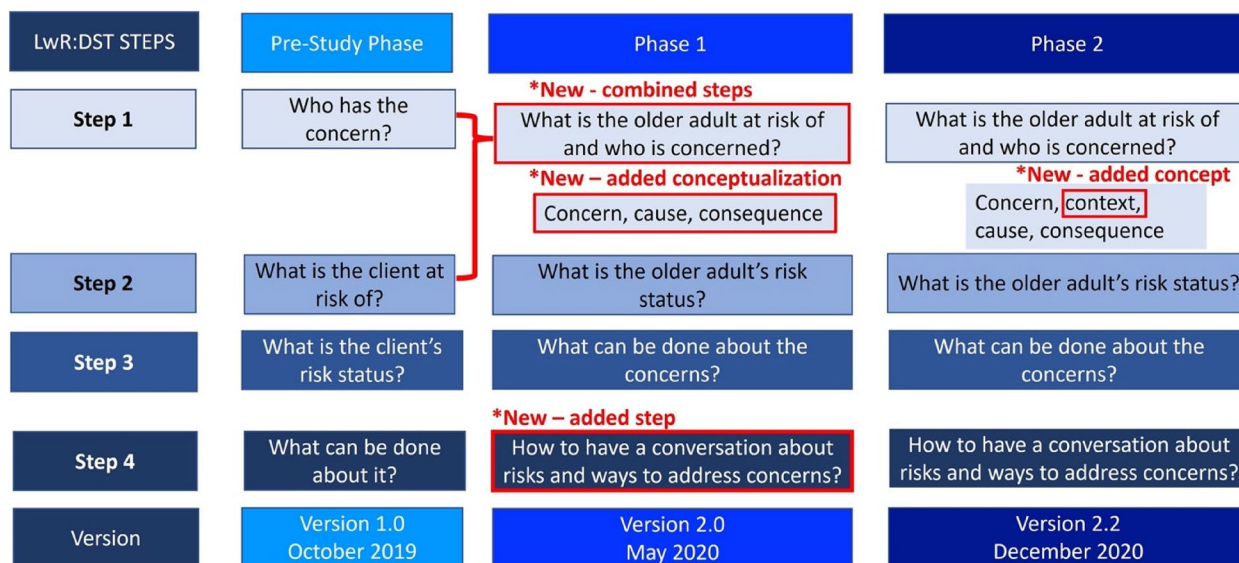 LwR:DST STEPS
Pre-Study Phase
Phase 1
Phase 2
*New - combined steps
Step 1
Who has the
concern?
What is the older adult at risk of
and who is concerned?
What is the older adult at risk of
and who is concerned?
*New – added conceptualization
*New - added concept
Concern, cause, consequence
Concern, context,
cause, consequence
Step 2
What is the client at
risk of?
What is the older adult’s risk
status?
What is the older adult’s risk status?
Step 3
What is the client’s
risk status?
What can be done about the
concerns?
What can be done about the
concerns?
*New – added step
Step 4
What can be done
about it?
How to have a conversation about
risks and ways to address concerns?
How to have a conversation about
risks and ways to address concerns?
Version
Version 1.0
October 2019
Version 2.0
May 2020
Version 2.2
December 2020